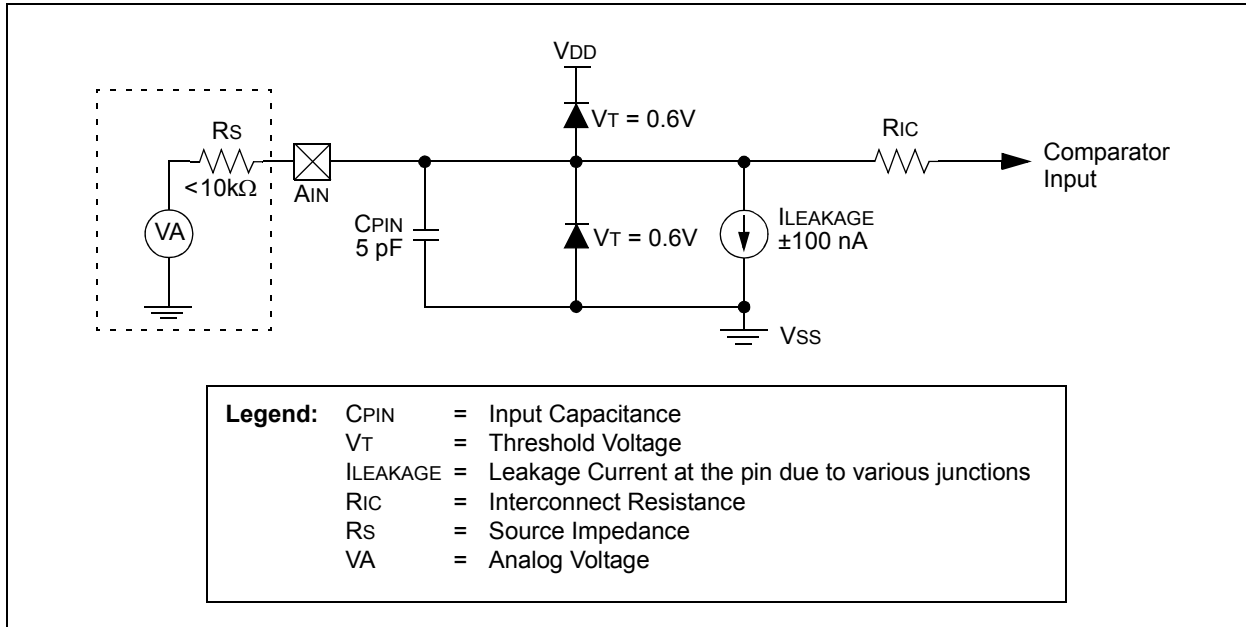 VDD
VT = 0.6V
RIC
Comparator
Input
RS
<10kΩ
AIN
VA
CPIN
5 pF
VT = 0.6V
ILEAKAGE
±100 nA
VSS
Legend: CPIN = Input Capacitance
VT = Threshold Voltage
ILEAKAGE = Leakage Current at the pin due to various junctions
RIC = Interconnect Resistance
RS = Source Impedance
VA = Analog Voltage